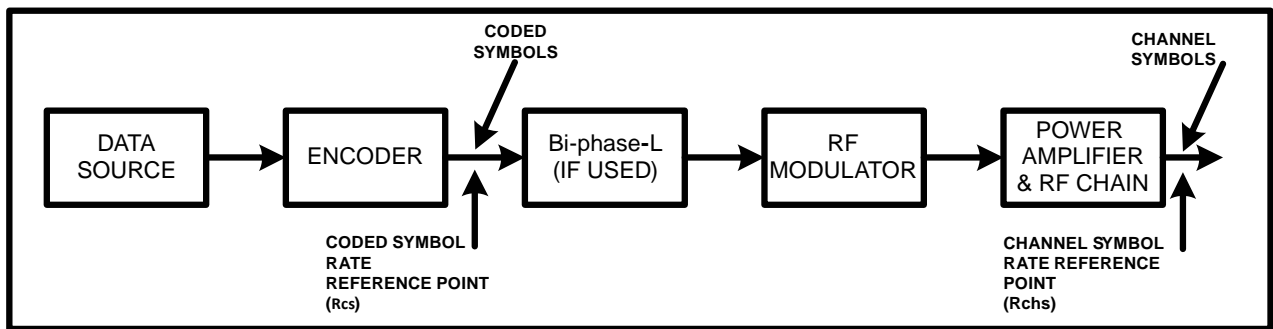 CODED
SYMBOLS
CHANNEL
SYMBOLS
DATA
SOURCE
ENCODER
Bi-phase-L
(IF USED)
RF
MODULATOR
POWER
AMPLIFIER
& RF CHAIN
CODED SYMBOL
RATE
REFERENCE POINT
(Rcs)
CHANNEL SYMBOL
RATE REFERENCE
POINT
(Rchs)